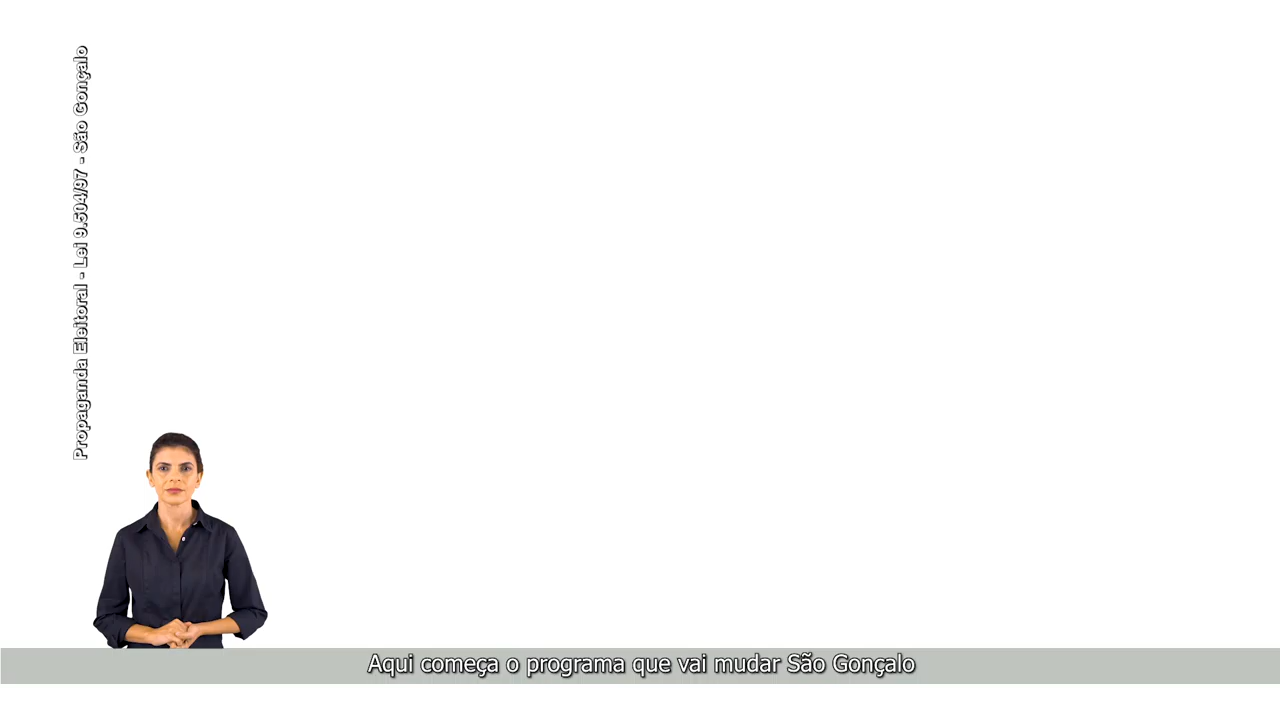 Propaganda Eleitoral - Lei 9.504/97 - São Gonçalo
Aqui começa o programa que vai mudar São Gonçalo